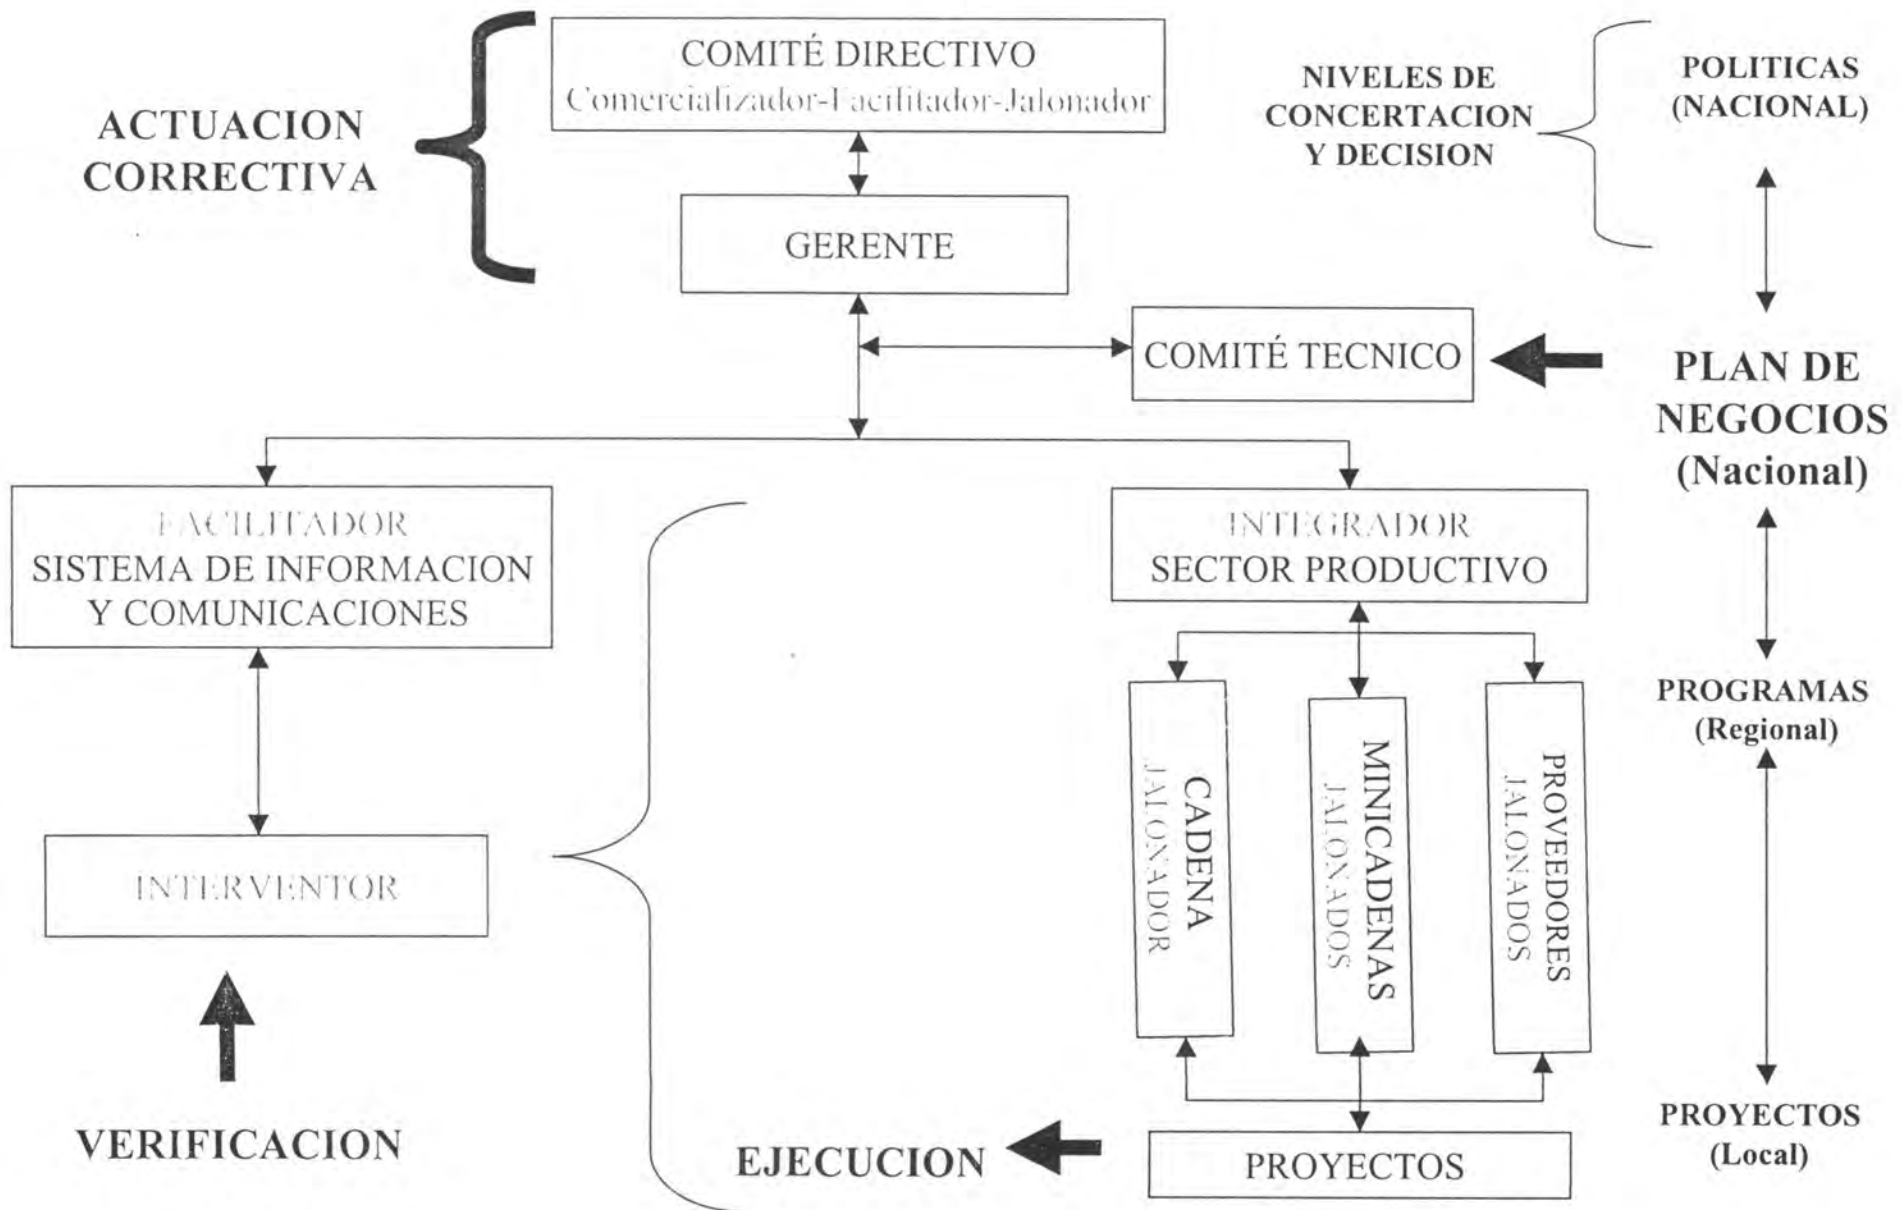 COMITÉ DIRECTIVO
Comercializador-Facilitador-Jalonador
ACTUACION
CORRECTIVA
NIVELES DE
CONCERTACION
Y DECISION
POLITICAS
(NACIONAL)
GERENTE
COMITÉ TECNICO
PLAN DE
NEGOCIOS
(Nacional)
FACILITADOR
SISTEMA DE INFORMACION
Y COMUNICACIONES
INTEGRADOR
SECTOR PRODUCTIVO
PROGRAMAS
(Regional)
CADENA
JALONADOR
MINICADENAS
JALONADOS
PROVEEDORES
JALONADOS
INTERVENTOR
VERIFICACION
EJECUCION
PROYECTOS
PROYECTOS
(Local)